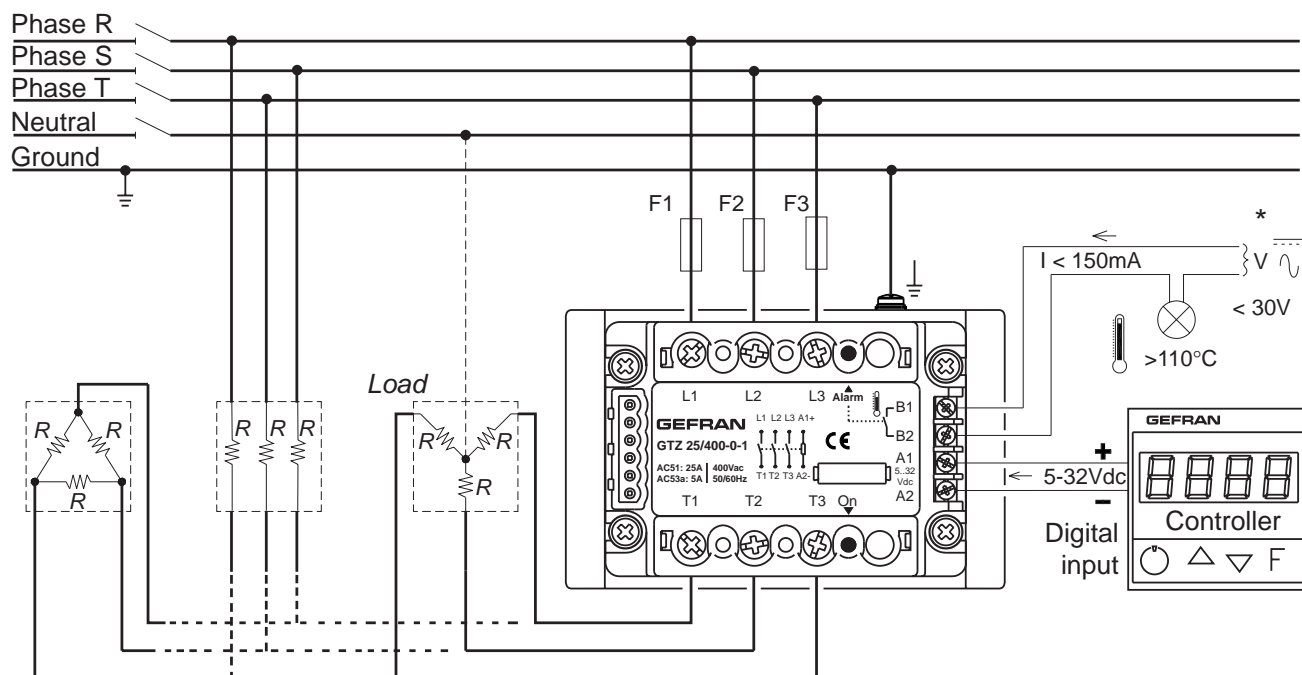 Phase R
Phase S
Phase T
Neutral
Ground
F1 F2 F3
*
I < 150mA
V
< 30V
>110°C
Load
R R
R
R R R
R R
R
L1 L2 L3 Alarm
B1
B2
GEFRAN
GTZ 25/400-0-1
L1 L2 L3 A1+
T1 T2 T3 A2-
CE
AC51: 25A 400Vac
AC53a: 5A 50/60Hz
A1
5..32
Vdc
A2
T1 T2 T3 On
+
5-32Vdc
–
Digital
input
GEFRAN
8888
Controller
F